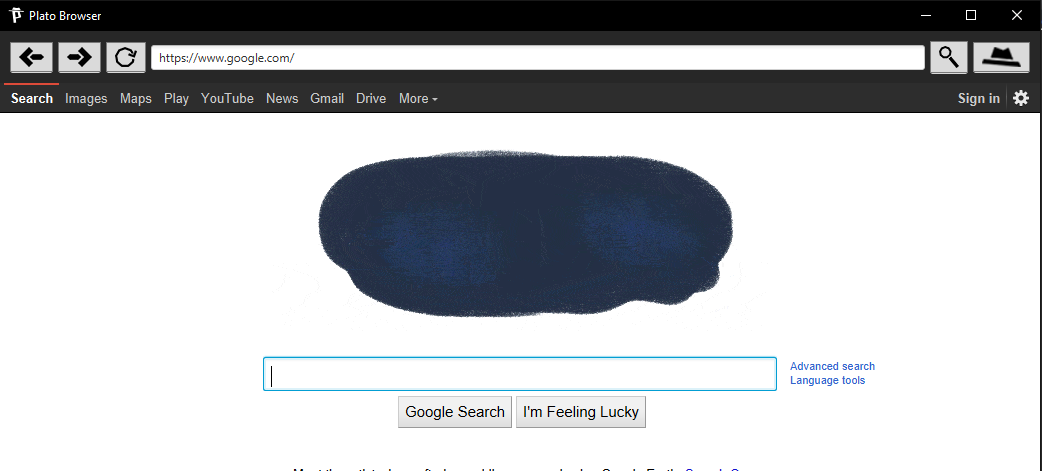 Plato Browser
https://www.google.com/
Search Images Maps Play YouTube News Gmail Drive More Sign in
Advanced search
Language tools
Google Search I'm Feeling Lucky